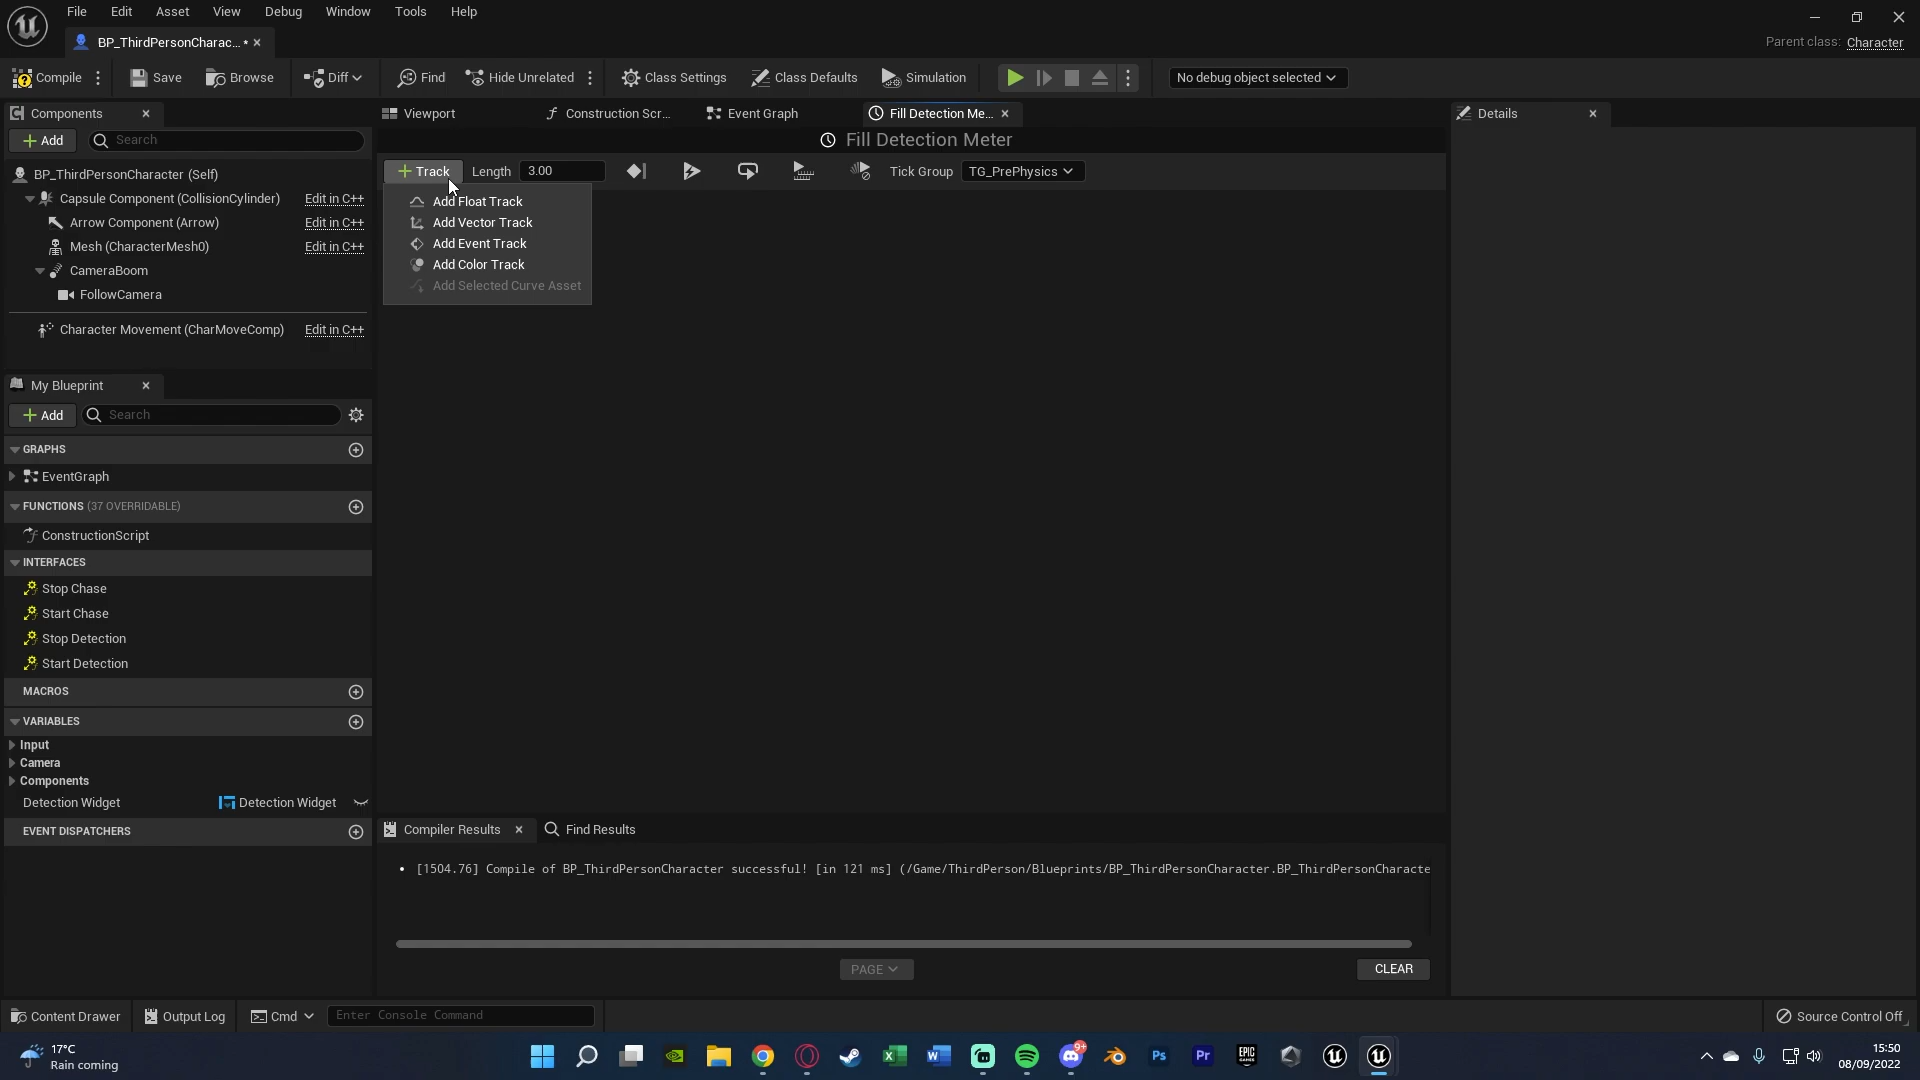 File Edit Asset View Debug Window Tools Help
BP_ThirdPersonCharac... •
Parent class: Character
Compile Save Browse Diff Find Hide Unrelated Class Settings Class Defaults Simulation No debug object selected
Components
Viewport Construction Scr... Event Graph Fill Detection Me... Details
Add Search
Fill Detection Meter
Track Length 3.00 Tick Group TG_PrePhysics
BP_ThirdPersonCharacter (Self)
Capsule Component (CollisionCylinder) Edit in C++
Arrow Component (Arrow) Edit in C++
Mesh (CharacterMesh0) Edit in C++
CameraBoom
FollowCamera
Character Movement (CharMoveComp) Edit in C++
Add Float Track
Add Vector Track
Add Event Track
Add Color Track
Add Selected Curve Asset
My Blueprint
Add Search
GRAPHS
EventGraph
FUNCTIONS (37 OVERRIDABLE)
ConstructionScript
INTERFACES
Stop Chase
Start Chase
Stop Detection
Start Detection
MACROS
VARIABLES
Input
Camera
Components
Detection Widget Detection Widget
EVENT DISPATCHERS
Compiler Results Find Results
• [1504.76] Compile of BP_ThirdPersonCharacter successful! [in 121 ms] (/Game/ThirdPerson/Blueprints/BP_ThirdPersonCharacter.BP_ThirdPersonCharacte
PAGE CLEAR
Content Drawer Output Log Cmd Enter Console Command Source Control Off
17°C
Rain coming
9+
Ps Pr
EPIC GAMES
15:50
08/09/2022